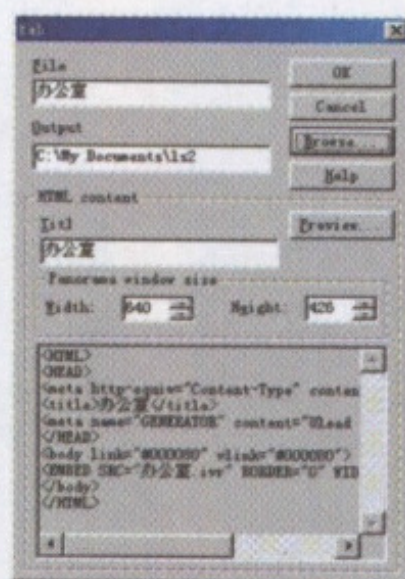 File
办公室
OK
Cancel
Output
C:\My Documents\ls2
Browse...
Help
HTML content
Titl
办公室
Preview...
Panorama window size
Width: 640 Height: 426
<HTML>
<HEAD>
<meta http-equiv="Content-Type" conten
<title>办公室</title>
<meta name="GENERATOR" content="Ulead
</HEAD>
<body link="#000080" vlink="#800080">
<EMBED SRC="办公室.ivr" BORDER="0" WID
</body>
</HTML>